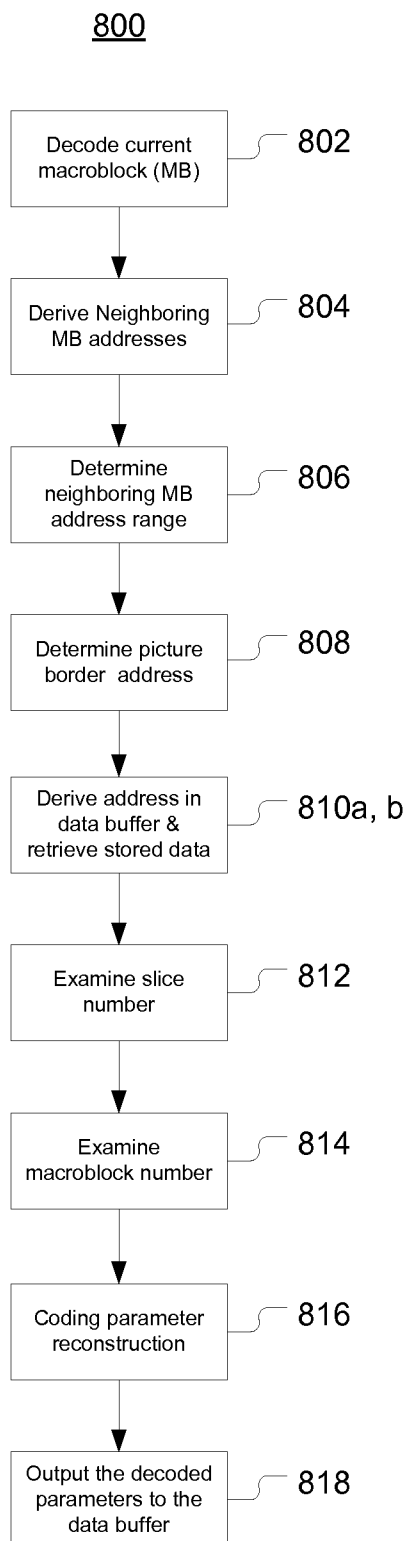 800
Decode current
macroblock (MB)
802
Derive Neighboring
MB addresses
804
Determine
neighboring MB
address range
806
Determine picture
border address
808
Derive address in
data buffer &
retrieve stored data
810a, b
Examine slice
number
812
Examine
macroblock number
814
Coding parameter
reconstruction
816
Output the decoded
parameters to the
data buffer
818